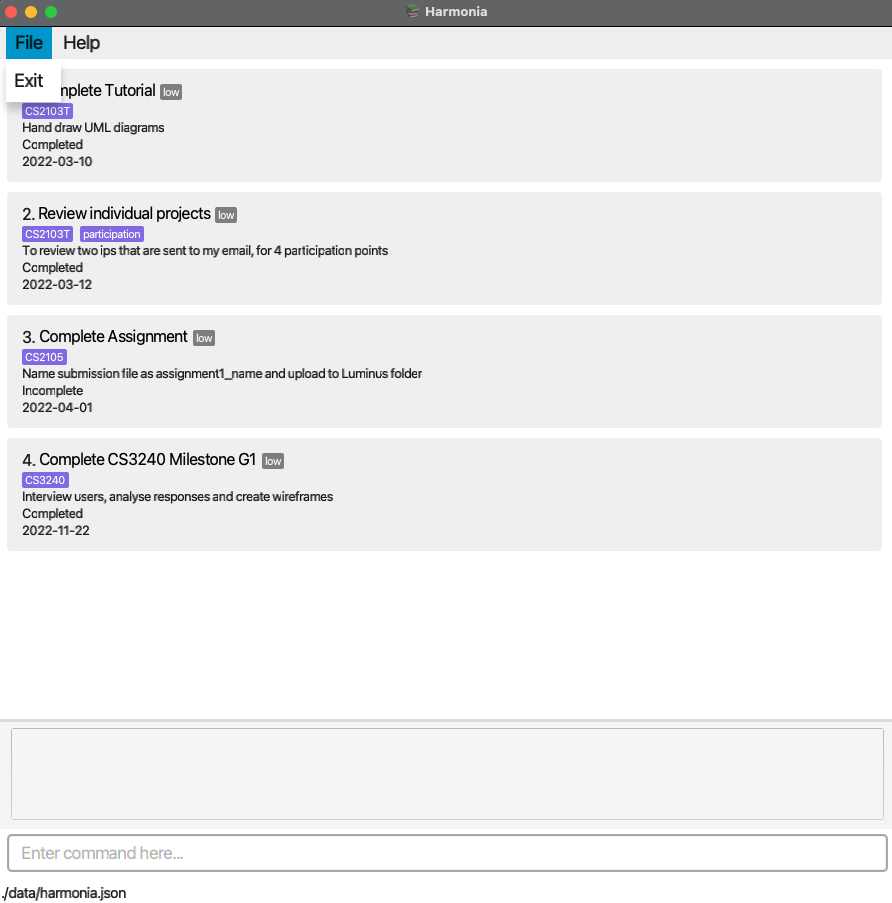 Harmonia
File Help
Exit
mplete Tutorial low
CS2103T
Hand draw UML diagrams
Completed
2022-03-10
2. Review individual projects low
CS2103T participation
To review two ips that are sent to my email, for 4 participation points
Completed
2022-03-12
3. Complete Assignment low
CS2105
Name submission file as assignment1_name and upload to Luminus folder
Incomplete
2022-04-01
4. Complete CS3240 Milestone G1 low
CS3240
Interview users, analyse responses and create wireframes
Completed
2022-11-22
Enter command here...
./data/harmonia.json